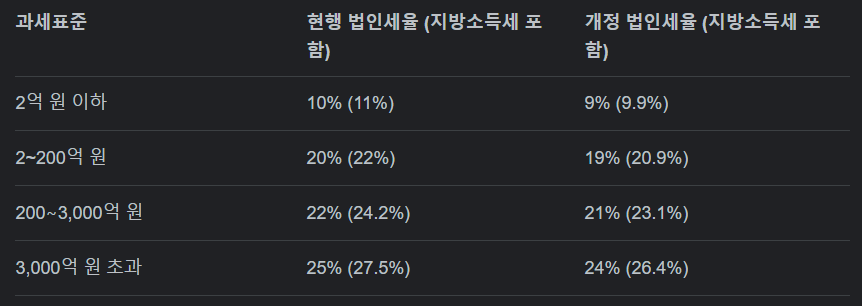 과세표준 현행 법인세율 (지방소득세 포 개정 법인세율 (지방소득세 포
함) 함)
2억 원 이하 10% (11%) 9% (9.9%)
2~200억 원 20% (22%) 19% (20.9%)
200~3,000억 원 22% (24.2%) 21% (23.1%)
3,000억 원 초과 25% (27.5%) 24% (26.4%)